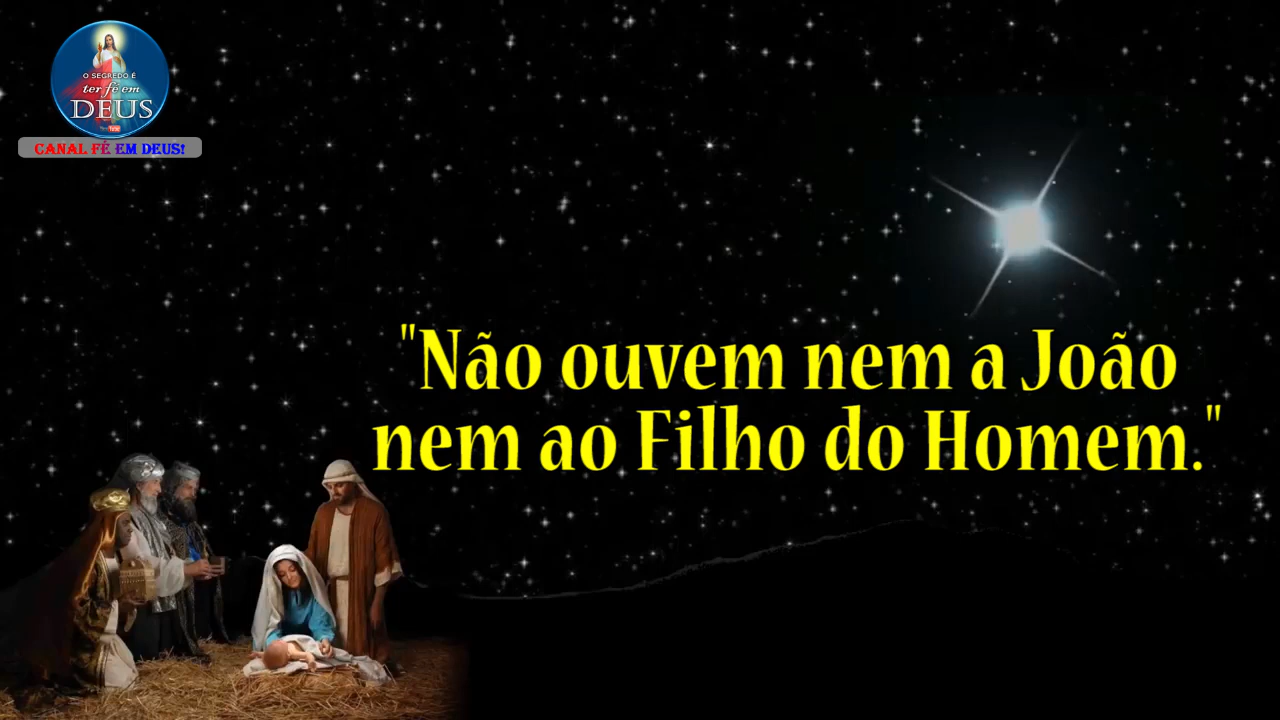 O SEGREDO É
ter fé em
DEUS
CANAL FÉ EM DEUS!
"Não ouvem nem a João
nem ao Filho do Homem."